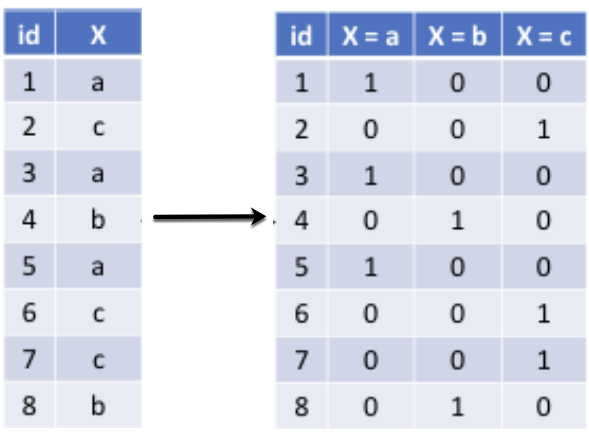 id X
1 a
2 c
3 a
4 b
5 a
6 c
7 c
8 b
id X = a X = b X = c
1 1 0 0
2 0 0 1
3 1 0 0
4 0 1 0
5 1 0 0
6 0 0 1
7 0 0 1
8 0 1 0